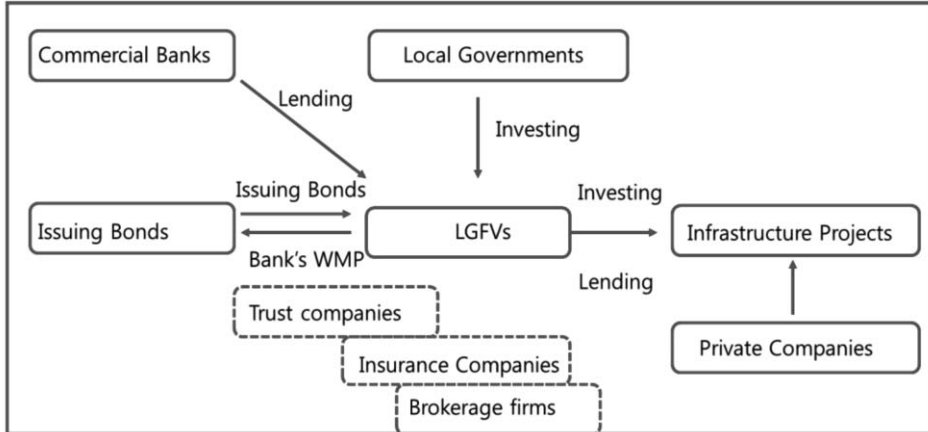 Commercial Banks
Local Governments
Lending
Investing
Issuing Bonds
Investing
Issuing Bonds
LGFVs
Infrastructure Projects
Bank's WMP
Lending
Trust companies
Private Companies
Insurance Companies
Brokerage firms